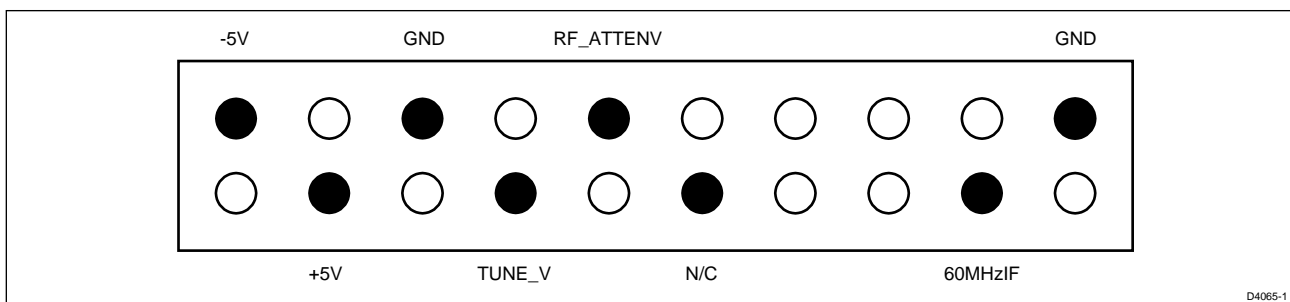 -5V GND RF_ATTENV GND
+5V TUNE_V N/C 60MHzIF
D4065-1